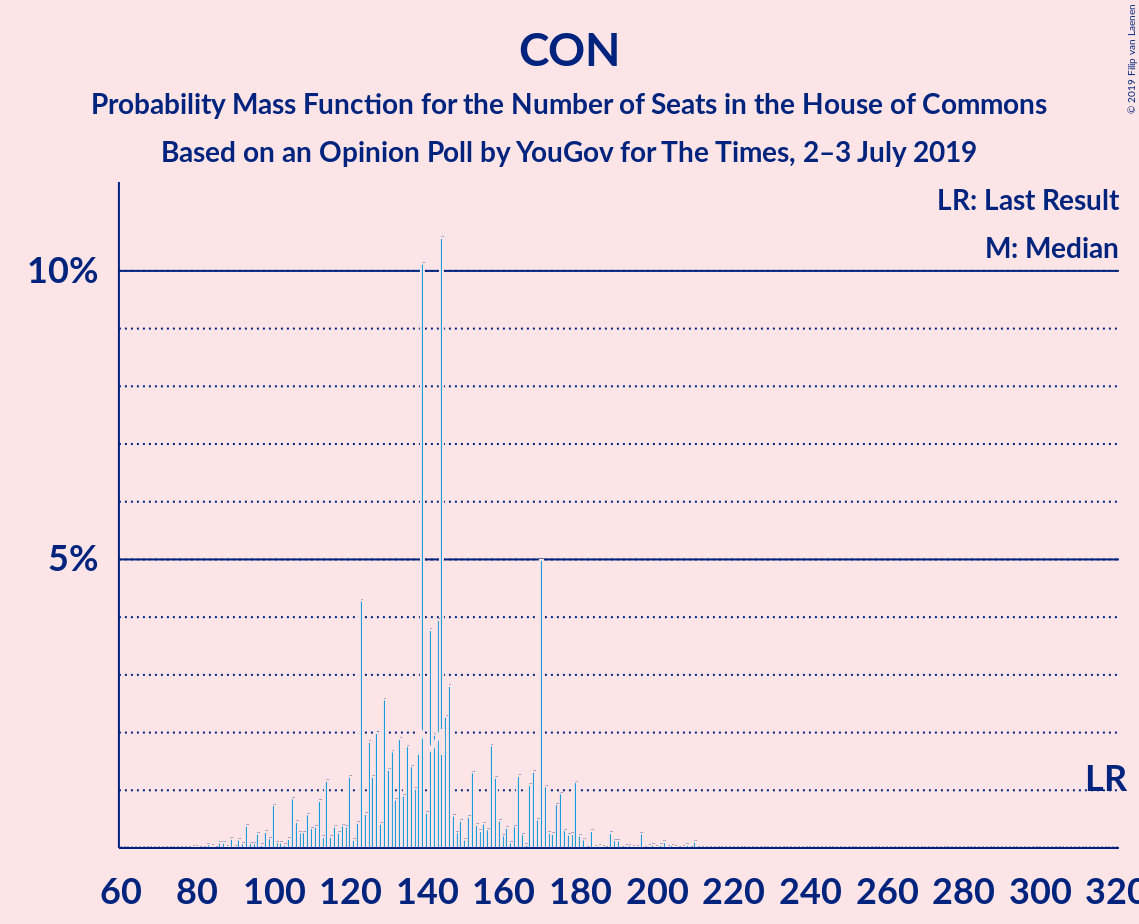 CON
Probability Mass Function for the Number of Seats in the House of Commons
Based on an Opinion Poll by YouGov for The Times, 2–3 July 2019
© 2019 Filip van Laenen
LR: Last Result
M: Median
10%
5%
LR
60 80 100 120 140 160 180 200 220 240 260 280 300 320